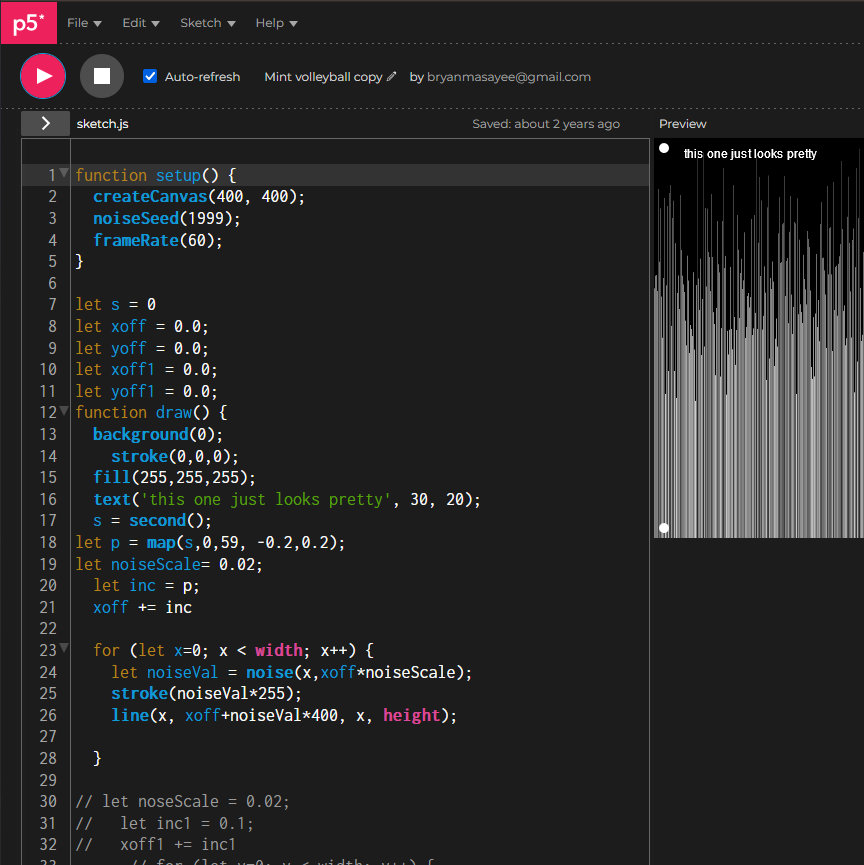 p5*
File Edit Sketch Help
Auto-refresh Mint volleyball copy by bryanmasayee@gmail.com
sketch.js Saved: about 2 years ago Preview
this one just looks pretty
1 function setup() {
2   createCanvas(400, 400);
3   noiseSeed(1999);
4   frameRate(60);
5 }
6
7 let s = 0
8 let xoff = 0.0;
9 let yoff = 0.0;
10 let xoff1 = 0.0;
11 let yoff1 = 0.0;
12 function draw() {
13   background(0);
14     stroke(0,0,0);
15   fill(255,255,255);
16   text('this one just looks pretty', 30, 20);
17   s = second();
18 let p = map(s,0,59, -0.2,0.2);
19 let noiseScale= 0.02;
20   let inc = p;
21   xoff += inc
22
23   for (let x=0; x < width; x++) {
24     let noiseVal = noise(x,xoff*noiseScale);
25     stroke(noiseVal*255);
26     line(x, xoff+noiseVal*400, x, height);
27
28   }
29
30 // let noseScale = 0.02;
31 //   let inc1 = 0.1;
32 //   xoff1 += inc1
33     // for (let x=0; x < width; x++) {